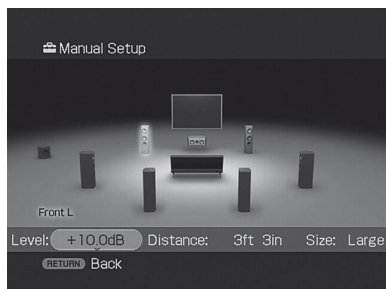 Manual Setup
Front L
Level: +10.0dB Distance: 3ft 3in Size: Large
RETURN Back